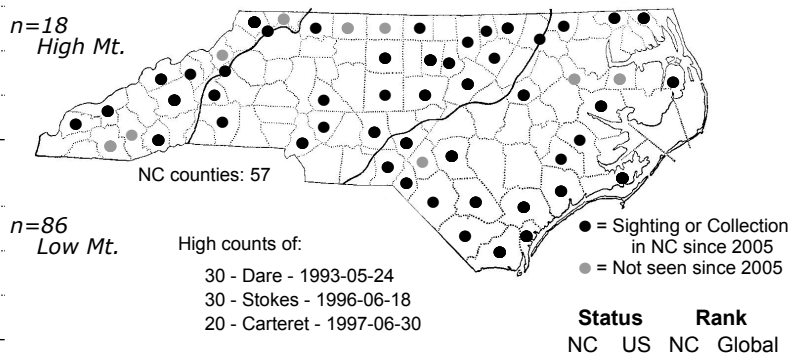 n=18
High Mt.
NC counties: 57
n=86
Low Mt.
High counts of:
30 - Dare - 1993-05-24
30 - Stokes - 1996-06-18
20 - Carteret - 1997-06-30
= Sighting or Collection
in NC since 2005
= Not seen since 2005
Status Rank
NC US NC Global